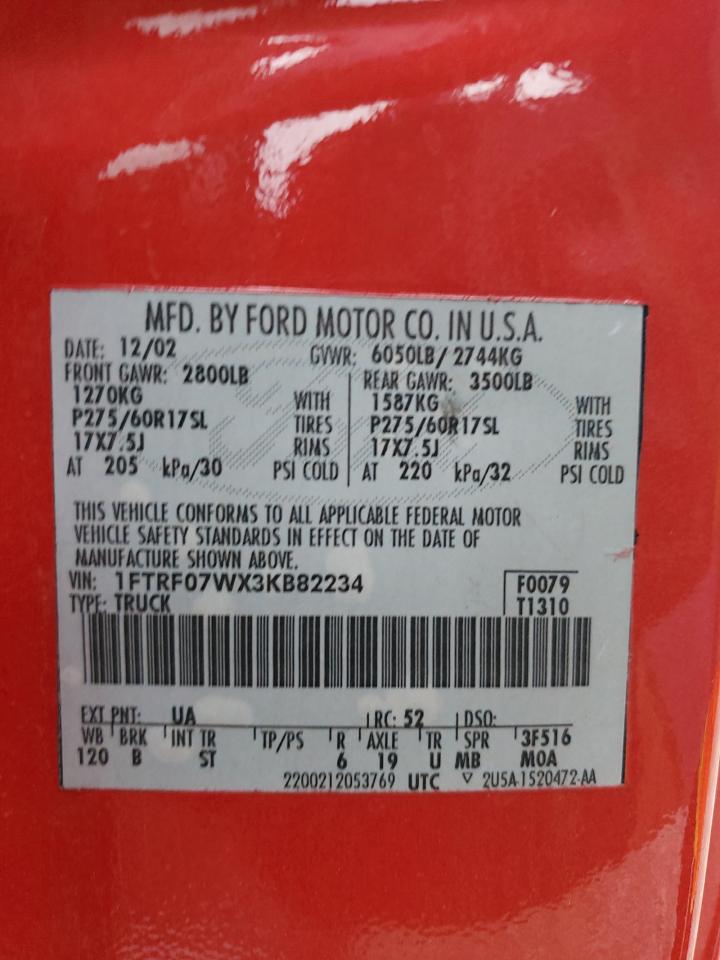 MFD. BY FORD MOTOR CO. IN U.S.A.
DATE: 12/02 GVWR: 6050LB/2744KG
FRONT GAWR: 2800LB REAR GAWR: 3500LB
1270KG WITH 1587KG WITH
P275/60R17SL TIRES P275/60R17SL TIRES
17X7.5J RIMS 17X7.5J RIMS
AT 205 kPa/30 PSI COLD AT 220 kPa/32 PSI COLD
THIS VEHICLE CONFORMS TO ALL APPLICABLE FEDERAL MOTOR
VEHICLE SAFETY STANDARDS IN EFFECT ON THE DATE OF
MANUFACTURE SHOWN ABOVE.
VIN: 1FTRF07WX3KB82234 F0079
TYPE: TRUCK T1310
EXT PNT: UA RC: 52 DSO:
WB BRK INT TR TP/PS R AXLE TR SPR 3F516
120 B ST 6 19 U MB MOA
2200212053769 UTC ▽ 2U5A-1520472-AA